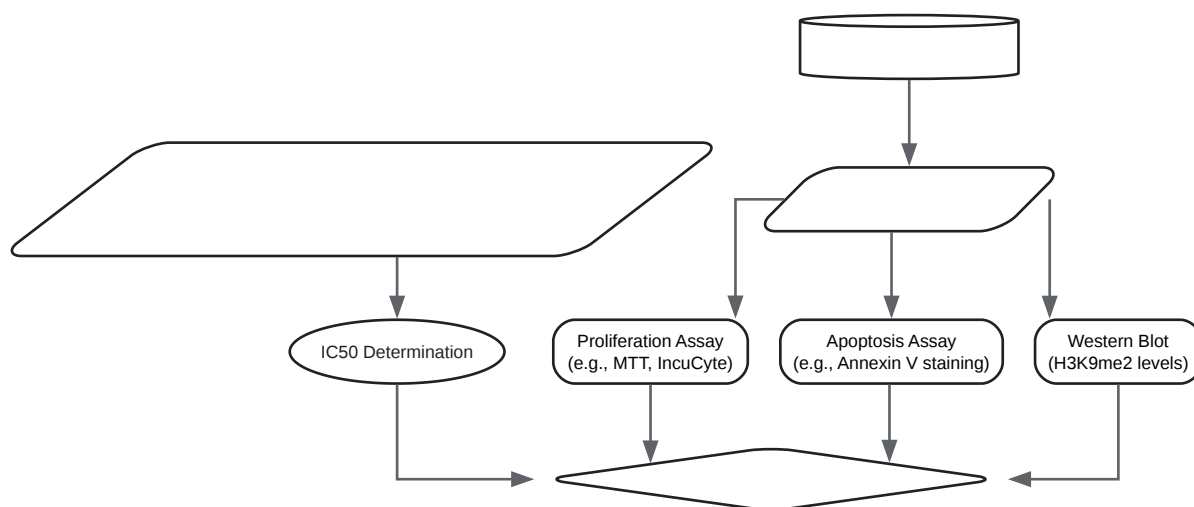 IC50 Determination
Proliferation Assay
(e.g., MTT, IncuCyte)
Apoptosis Assay
(e.g., Annexin V staining)
Western Blot
(H3K9me2 levels)